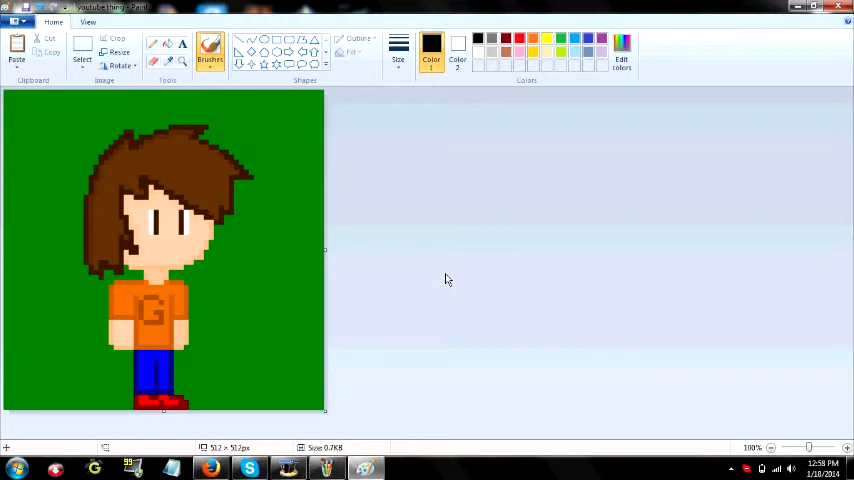 youtube thing - Paint
Home View
Cut
Copy
Paste
Clipboard
Crop
Resize
Rotate
Select
Image
A
Tools
Brushes
Outline
Fill
Shapes
Size
Color 1
Color 2
Edit colors
Colors
G
512 × 512px
Size: 0.7KB
100%
99
12:58 PM
1/18/2014